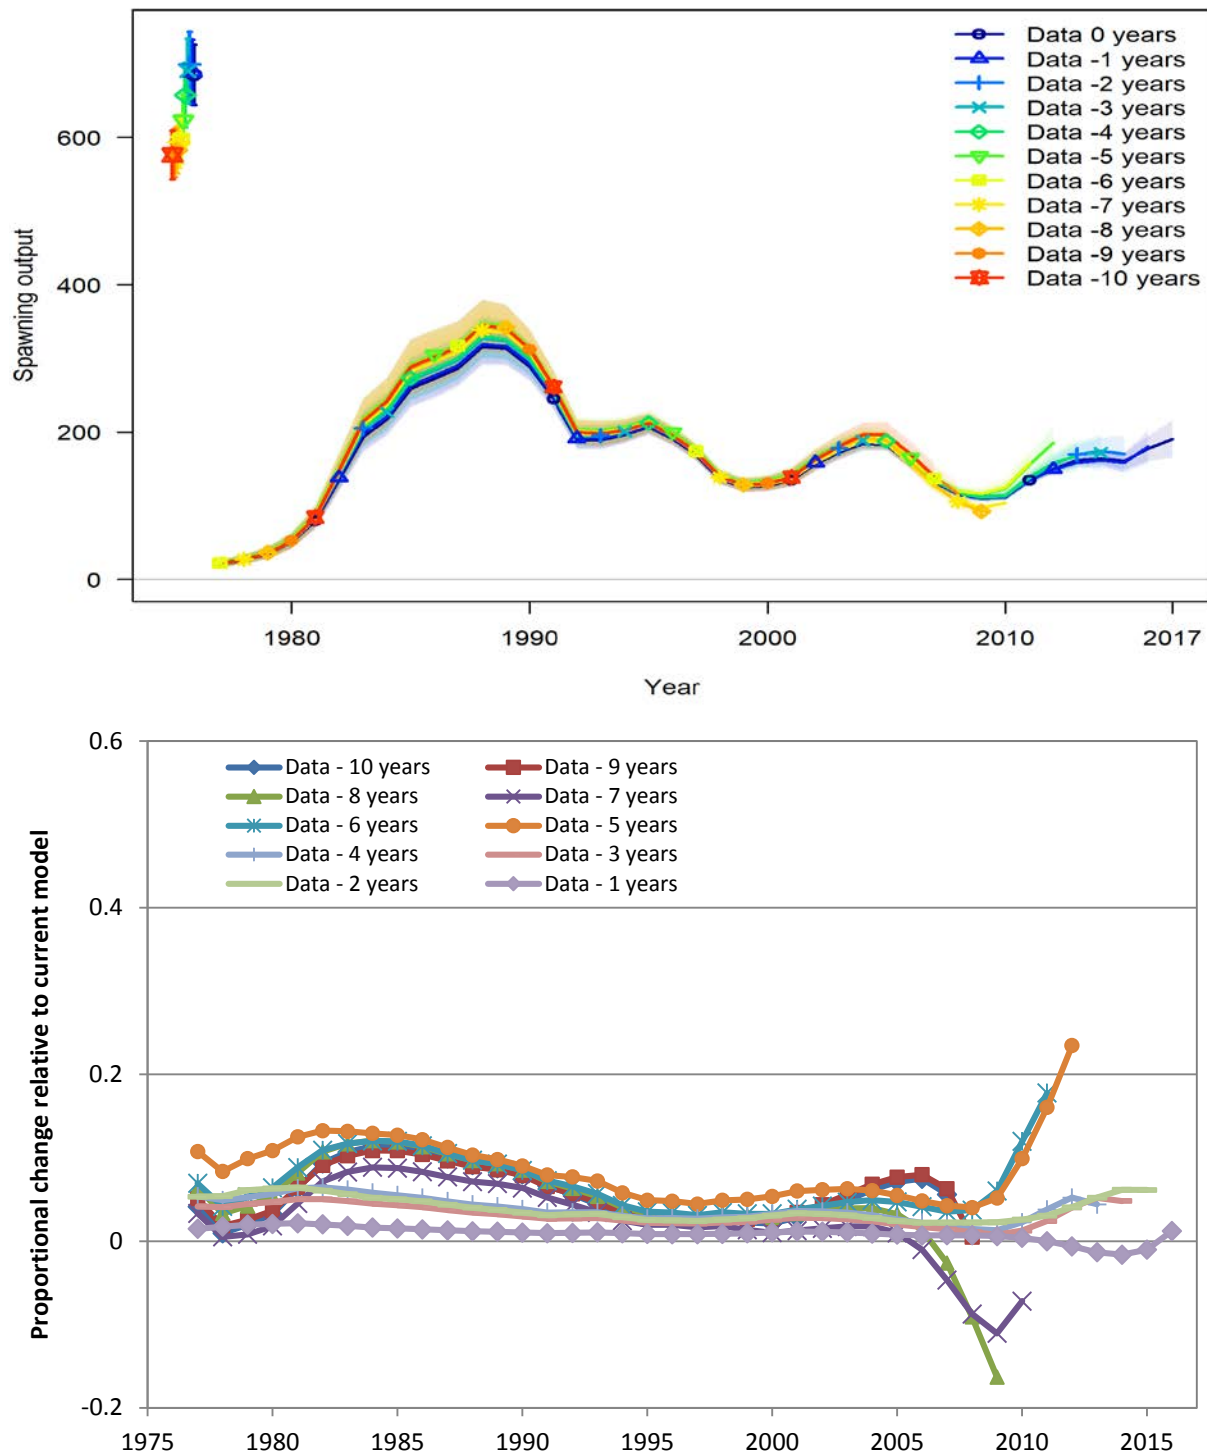 Data 0 years
Data -1 years
Data -2 years
Data -3 years
Data -4 years
Data -5 years
Data -6 years
Data -7 years
Data -8 years
Data -9 years
Data -10 years
Spawning output
600
400
200
0
1980 1990 2000 2010 2017
Year
Proportional change relative to current model
0.6
0.4
0.2
0
-0.2
Data - 10 years Data - 9 years
Data - 8 years Data - 7 years
Data - 6 years Data - 5 years
Data - 4 years Data - 3 years
Data - 2 years Data - 1 years
1975 1980 1985 1990 1995 2000 2005 2010 2015